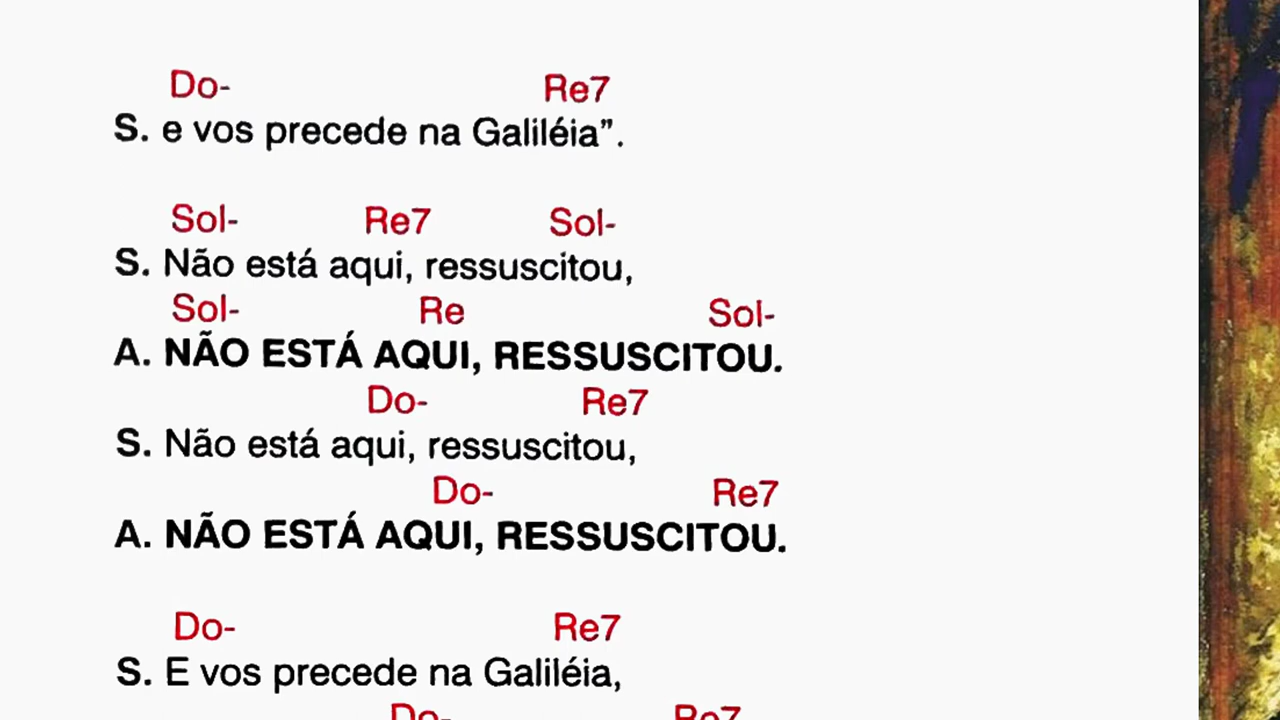 Do- Re7
S. e vos precede na Galiléia”.
Sol- Re7 Sol-
S. Não está aqui, ressuscitou,
Sol- Re Sol-
A. NÃO ESTÁ AQUI, RESSUSCITOU.
Do- Re7
S. Não está aqui, ressuscitou,
Do- Re7
A. NÃO ESTÁ AQUI, RESSUSCITOU.
Do- Re7
S. E vos precede na Galiléia,
Do- Re7